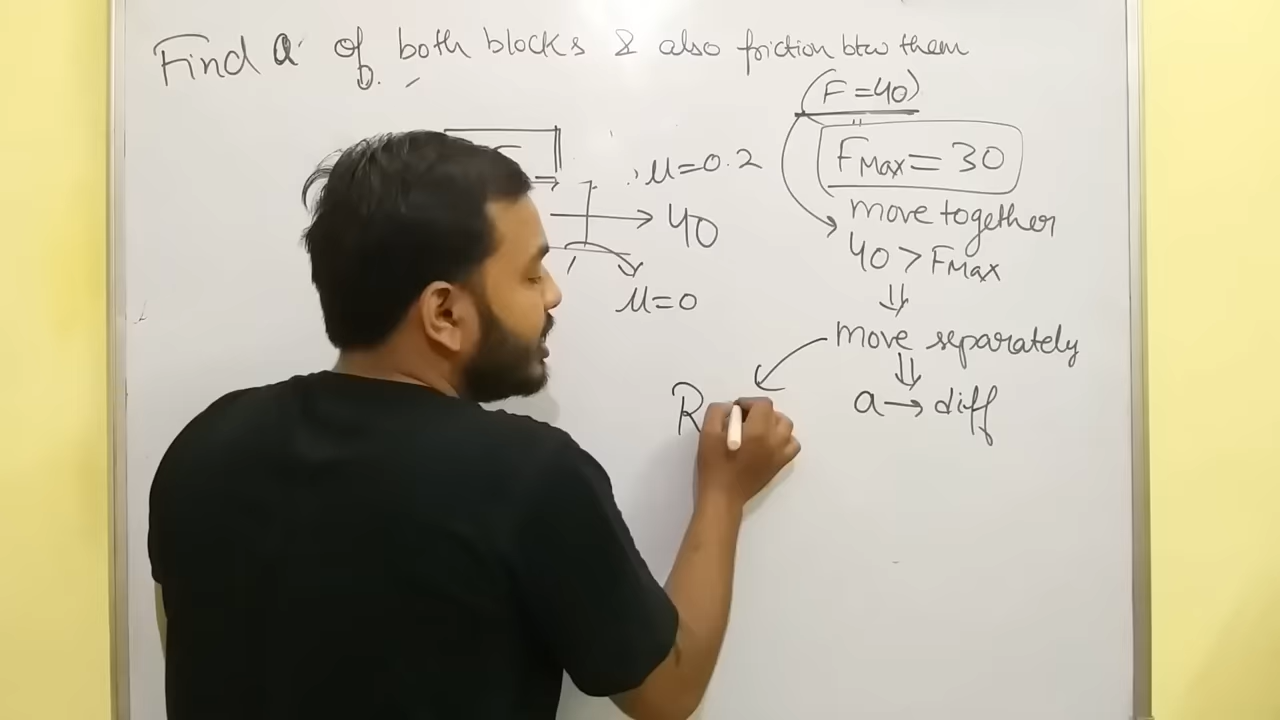 Find a of both blocks & also friction btw them
(F=40)
μ=0.2
FMax=30
move together
40
40>FMax
μ=0
⇓
move separately
⇓
R
a→diff